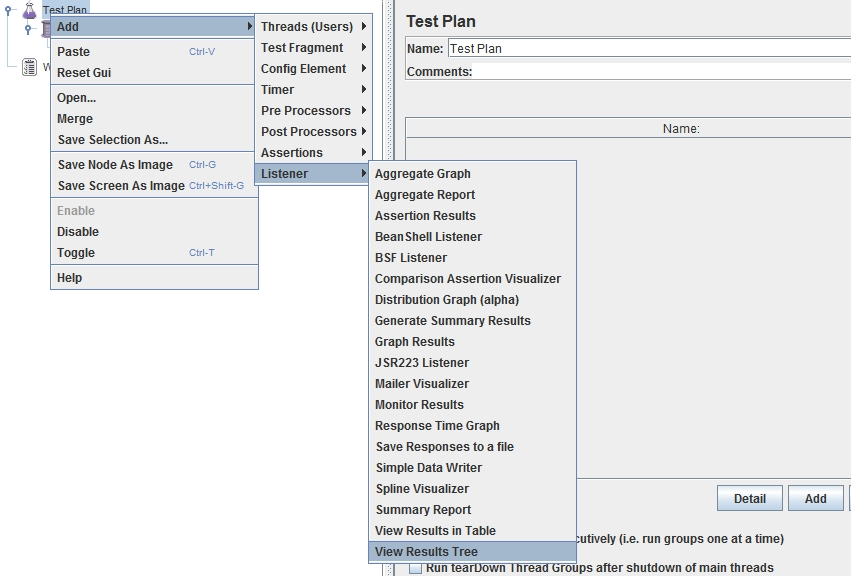 Test Plan
Add
Paste Ctrl-V
Reset Gui
Open...
Merge
Save Selection As...
Save Node As Image Ctrl-G
Save Screen As Image Ctrl+Shift-G
Enable
Disable
Toggle Ctrl-T
Help
W
Threads (Users)
Test Fragment
Config Element
Timer
Pre Processors
Post Processors
Assertions
Listener
Aggregate Graph
Aggregate Report
Assertion Results
BeanShell Listener
BSF Listener
Comparison Assertion Visualizer
Distribution Graph (alpha)
Generate Summary Results
Graph Results
JSR223 Listener
Mailer Visualizer
Monitor Results
Response Time Graph
Save Responses to a file
Simple Data Writer
Spline Visualizer
Summary Report
View Results in Table
View Results Tree
Test Plan
Name: Test Plan
Comments:
Name:
Detail Add
cutively (i.e. run groups one at a time)
Run tearDown Thread Groups after shutdown of main threads